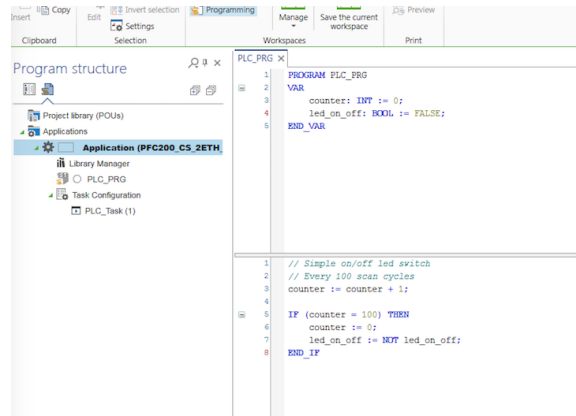 Insert
Copy
Edit
Insert selection
Settings
Programming
Manage
Save the current
workspace
Preview
Clipboard
Selection
Workspaces
Print
Program structure
Project library (POUs)
Applications
Application (PFC200_CS_2ETH_
Library Manager
PLC_PRG
Task Configuration
PLC_Task (1)
PLC_PRG
1 PROGRAM PLC_PRG
2 VAR
3 counter: INT := 0;
4 led_on_off: BOOL := FALSE;
5 END_VAR
1 // Simple on/off led switch
2 // Every 100 scan cycles
3 counter := counter + 1;
4
5 IF (counter = 100) THEN
6 counter := 0;
7 led_on_off := NOT led_on_off;
8 END_IF